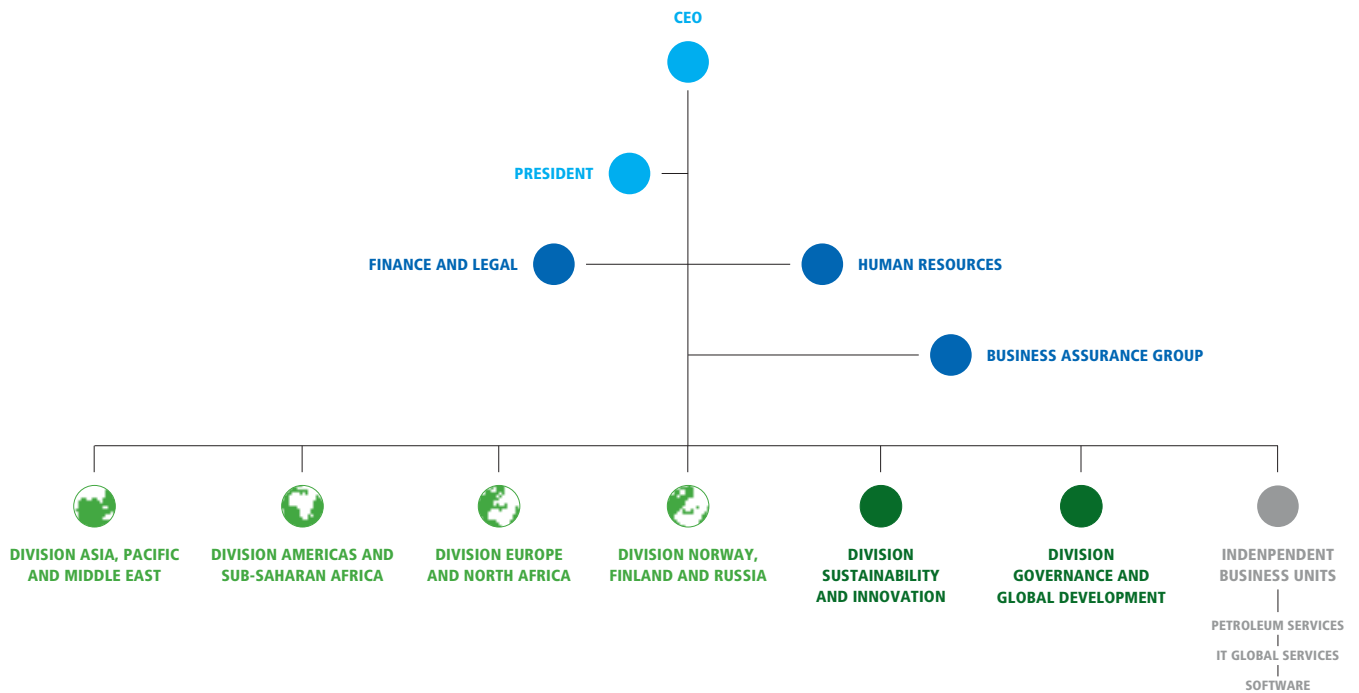 CEO
PRESIDENT
FINANCE AND LEGAL
HUMAN RESOURCES
BUSINESS ASSURANCE GROUP
DIVISION ASIA, PACIFIC
AND MIDDLE EAST
DIVISION AMERICAS AND
SUB-SAHARAN AFRICA
DIVISION EUROPE
AND NORTH AFRICA
DIVISION NORWAY,
FINLAND AND RUSSIA
DIVISION
SUSTAINABILITY
AND INNOVATION
DIVISION
GOVERNANCE AND
GLOBAL DEVELOPMENT
INDENPENDENT
BUSINESS UNITS
PETROLEUM SERVICES
IT GLOBAL SERVICES
SOFTWARE